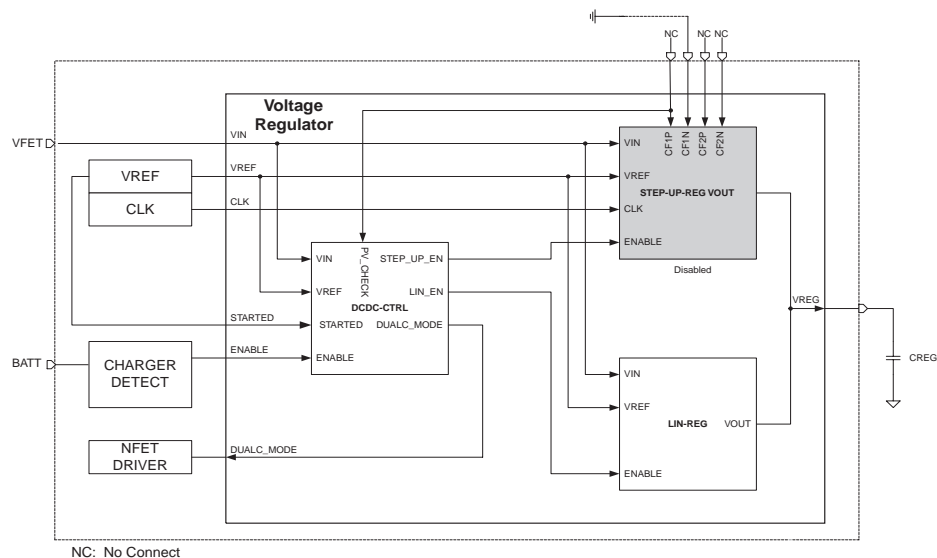 NC
NC
NC
Voltage
Regulator
VFET
VIN
VREF
VREF
CLK
CLK
CF1P
CF1N
CF2P
CF2N
VIN
VREF
STEP-UP-REG VOUT
CLK
ENABLE
Disabled
PV_CHECK
VIN
STEP_UP_EN
VREF
LIN_EN
DCDC-CTRL
STARTED
STARTED
DUALC_MODE
ENABLE
ENABLE
BATT
CHARGER
DETECT
VREG
CREG
VIN
VREF
LIN-REG
VOUT
ENABLE
NFET
DRIVER
DUALC_MODE
NC: No Connect